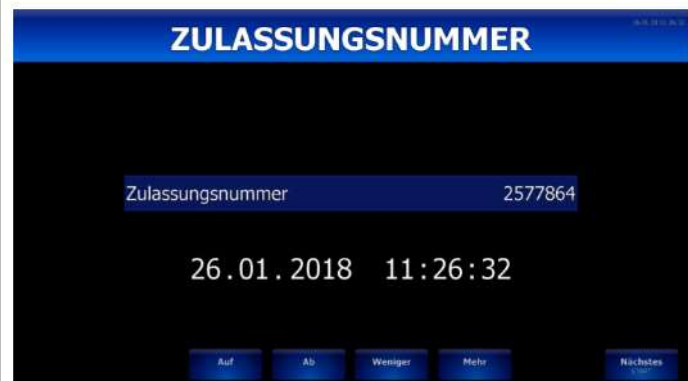 ZULASSUNGSNUMMER
Zulassungsnummer 2577864
26.01.2018 11:26:32
Auf Ab Weniger Mehr Nächstes